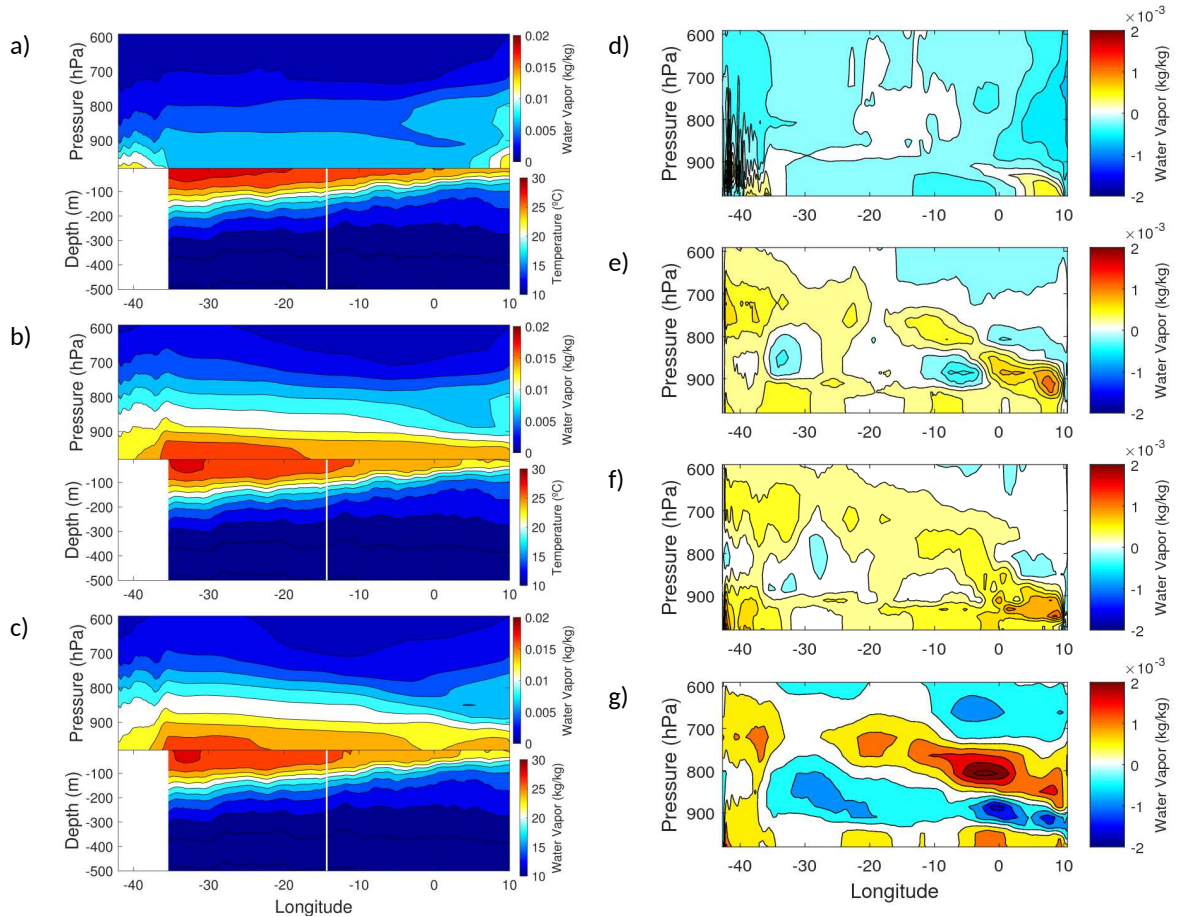 a)
600
700
800
900
Pressure (hPa)
0.02
0.015
0.01
0.005
0
Water Vapor (kg/kg)
-100
-200
-300
-400
-500
Depth (m)
30
25
20
15
10
Temperature (ºC)
-40 -30 -20 -10 0 10
b)
600
700
800
900
Pressure (hPa)
0.02
0.015
0.01
0.005
0
Water Vapor (kg/kg)
-100
-200
-300
-400
-500
Depth (m)
30
25
20
15
10
Temperature (ºC)
-40 -30 -20 -10 0 10
c)
600
700
800
900
Pressure (hPa)
0.02
0.015
0.01
0.005
0
Water Vapor (kg/kg)
-100
-200
-300
-400
-500
Depth (m)
30
25
20
15
10
Water Vapor (kg/kg)
-40 -30 -20 -10 0 10
Longitude
d)
600
700
800
900
Pressure (hPa)
×10⁻³
2
1
0
-1
-2
Water Vapor (kg/kg)
-40 -30 -20 -10 0 10
e)
600
700
800
900
Pressure (hPa)
×10⁻³
2
1
0
-1
-2
Water Vapor (kg/kg)
-40 -30 -20 -10 0 10
f)
600
700
800
900
Pressure (hPa)
×10⁻³
2
1
0
-1
-2
Water Vapor (kg/kg)
-40 -30 -20 -10 0 10
g)
600
700
800
900
Pressure (hPa)
×10⁻³
2
1
0
-1
-2
Water Vapor (kg/kg)
-40 -30 -20 -10 0 10
Longitude